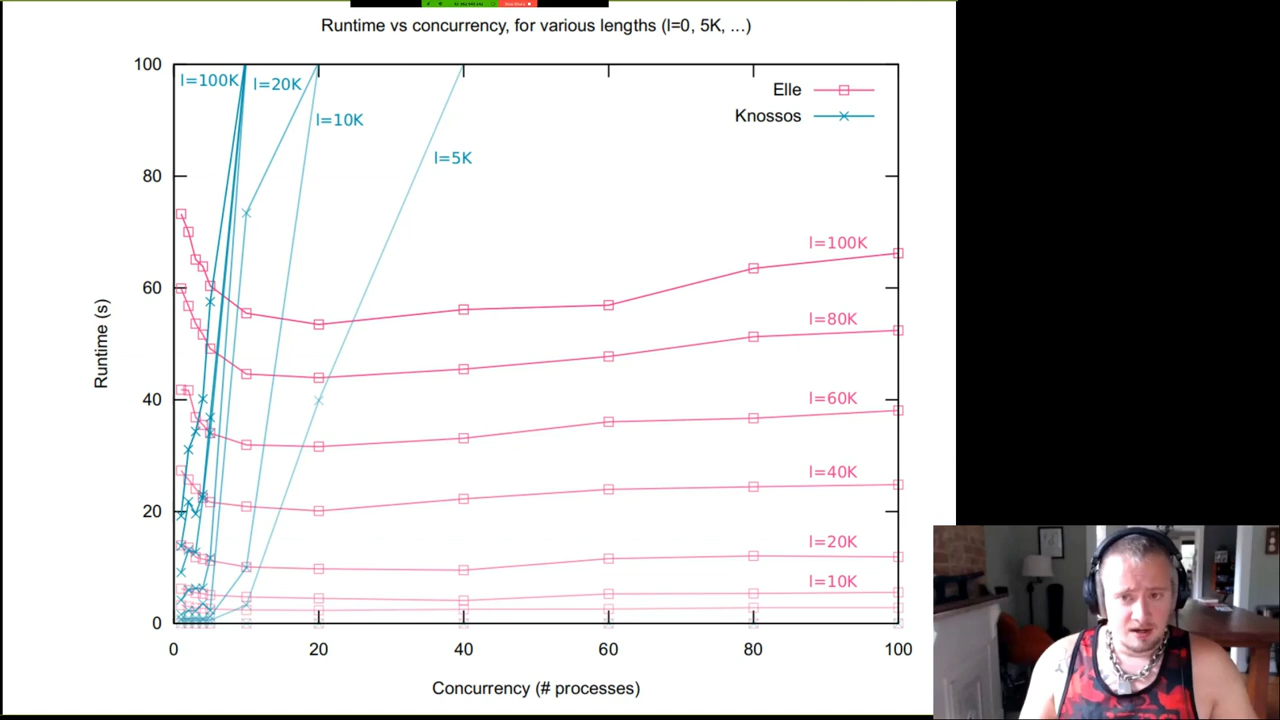 Runtime vs concurrency, for various lengths (l=0, 5K, ...)
100
80
60
40
20
0
Runtime (s)
l=100K
l=20K
l=10K
l=5K
Elle
Knossos
l=100K
l=80K
l=60K
l=40K
l=20K
l=10K
0
20
40
60
80
100
Concurrency (# processes)